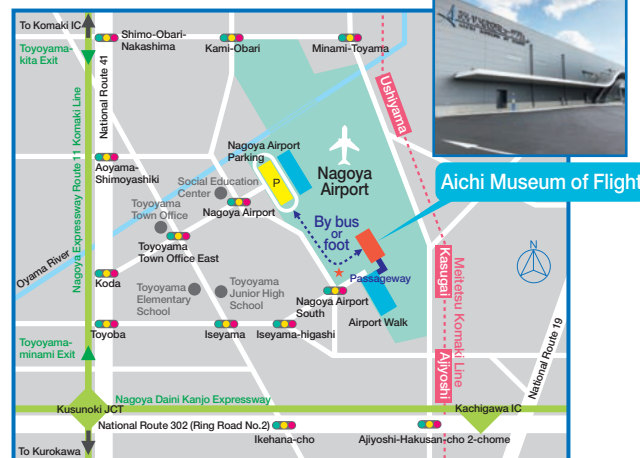 To Komaki IC
Toyoyama-
kita Exit
National Route 41
Nagoya Expressway Route 11 Komaki Line
Shimo-Obari-
Nakashima
Kami-Obari
Minami-Toyama
Ushiyama
Nagoya Airport
Parking
P
Nagoya
Airport
Aichi Museum of Flight
Aoyama-
Shimoyashiki
Social Education
Center
Nagoya Airport
Toyoyama
Town Office
Toyoyama
Town Office East
By bus
or
foot
Passageway
Kasugai
Meitetsu Komaki Line
N
Oyama River
Koda
Toyoyama
Elementary
School
Toyoyama
Junior High
School
Nagoya Airport
South
Airport Walk
Toyoba
Iseyama
Iseyama-higashi
Toyoyama-
minami Exit
Ajiyoshi
National Route 19
Nagoya Daini Kanjo Expressway
Kusunoki JCT
Kachigawa IC
National Route 302 (Ring Road No.2)
Ikehana-cho
Ajiyoshi-Hakusan-cho 2-chome
To Kurokawa